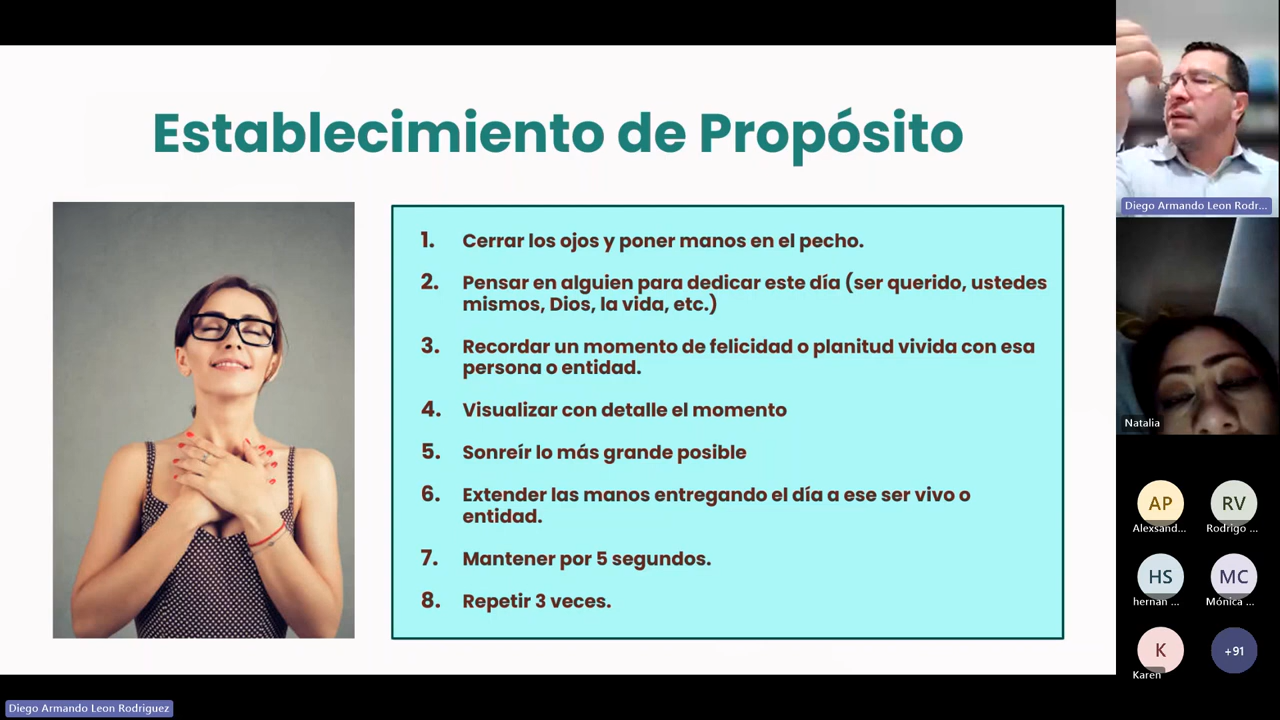 Establecimiento de Propósito
1. Cerrar los ojos y poner manos en el pecho.
2. Pensar en alguien para dedicar este día (ser querido, ustedes
mismos, Dios, la vida, etc.)
3. Recordar un momento de felicidad o planitud vivida con esa
persona o entidad.
4. Visualizar con detalle el momento
5. Sonreír lo más grande posible
6. Extender las manos entregando el día a ese ser vivo o
entidad.
7. Mantener por 5 segundos.
8. Repetir 3 veces.
Diego Armando Leon Rodr...
Natalia
AP
RV
Alexsand...
Rodrigo ...
HS
MC
hernan ...
Mónica ...
K
+91
Karen
Diego Armando Leon Rodriguez